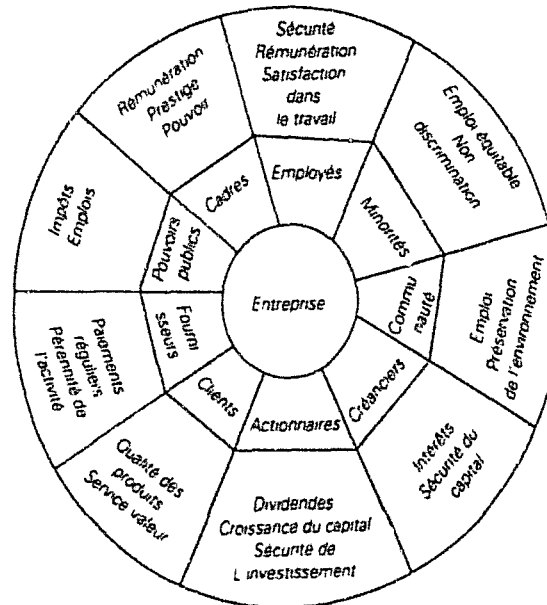 Sécurité
Rémunération
Satisfaction
dans
le travail
Employés
Emploi équitable
Non
discrimination
Minorités
Emploi
Préservation
de l'environnement
Commu
nauté
Intérêts
Sécurité du
capital
Créanciers
Dividendes
Croissance du capital
Sécurité de
L investissement
Actionnaires
Qualité des
produits
Service valeur
Clients
Paiements
réguliers
Pérennité de
l'activité
Fourni
sseurs
Impôts
Emplois
Pouvoirs
publics
Rémunération
Prestige
Pouvoir
Cadres
Entreprise